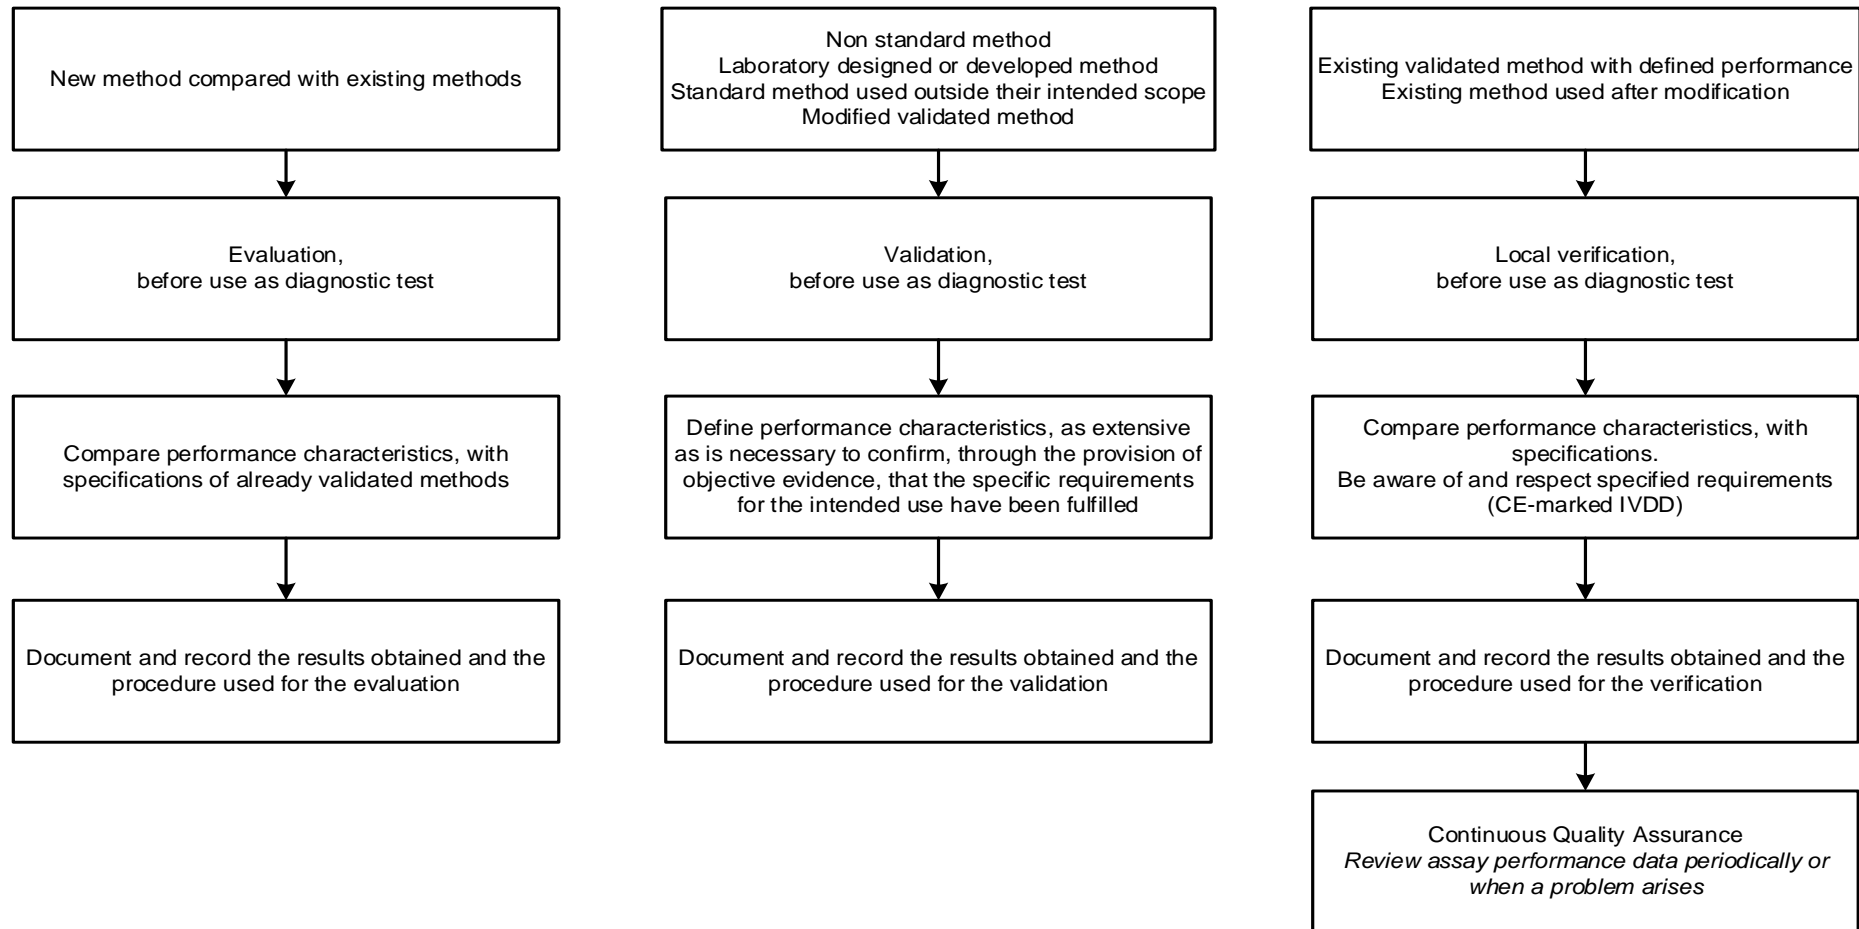 New method compared with existing methods
Non standard method
Laboratory designed or developed method
Standard method used outside their intended scope
Modified validated method
Existing validated method with defined performance
Existing method used after modification
Evaluation,
before use as diagnostic test
Validation,
before use as diagnostic test
Local verification,
before use as diagnostic test
Compare performance characteristics, with
specifications of already validated methods
Define performance characteristics, as extensive
as is necessary to confirm, through the provision of
objective evidence, that the specific requirements
for the intended use have been fulfilled
Compare performance characteristics, with
specifications.
Be aware of and respect specified requirements
(CE-marked IVDD)
Document and record the results obtained and the
procedure used for the evaluation
Document and record the results obtained and the
procedure used for the validation
Document and record the results obtained and the
procedure used for the verification
Continuous Quality Assurance
Review assay performance data periodically or
when a problem arises